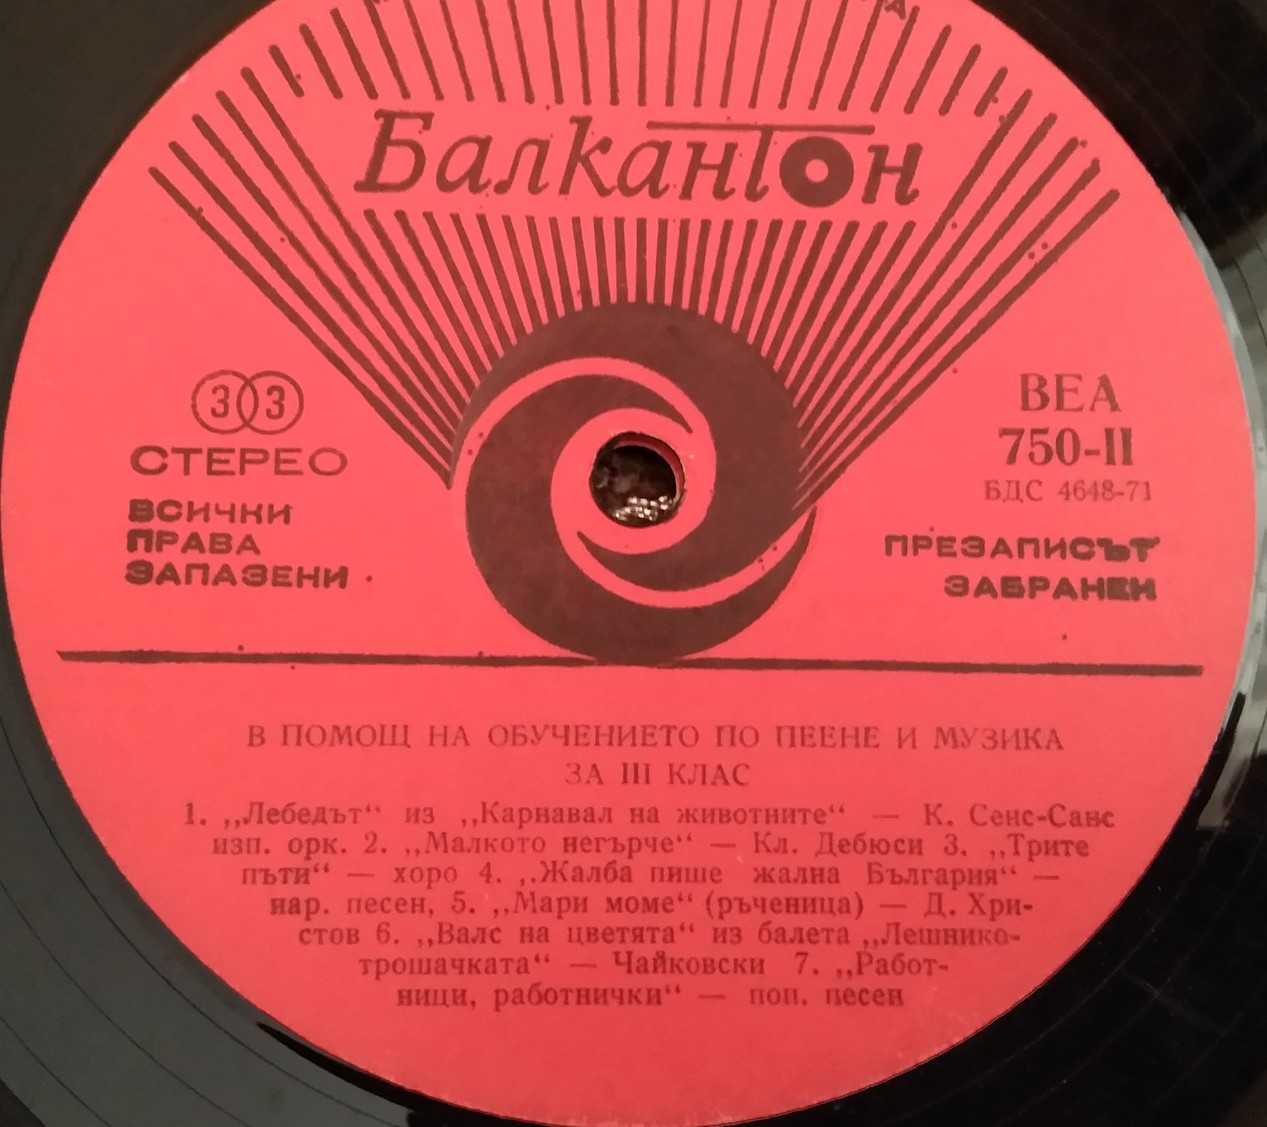 Балкантон
33
СТЕРЕО
ВСИЧКИ
ПРАВА
ЗАПАЗЕНИ
ВЕА
750-II
БДС 4648-71
ПРЕЗАПИСЪТ
ЗАБРАНЕН
В ПОМОЩ НА ОБУЧЕНИЕТО ПО ПЕЕНЕ И МУЗИКА
ЗА III КЛАС
1. „Лебедът“ из „Карнавал на животните“ — К. Сенс-Санс
изп. орк. 2. „Малкото негърче“ — Кл. Дебюси 3. „Трите
пъти“ — хоро 4. „Жалба пише жална България“ —
нар. песен, 5. „Мари моме“ (ръченица) — Д. Хри-
стов 6. „Валс на цветята“ из балета „Лешнико-
трошачката“ — Чайковски 7. „Работ-
ници, работнички“ — поп. песен